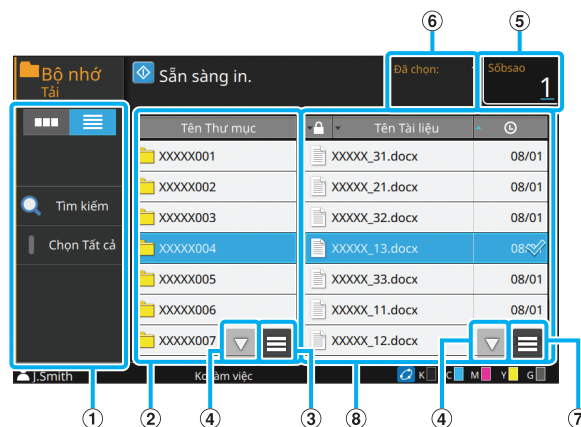 ⑥ ⑤
Bộ nhớ
Tải
Sẵn sàng in.
Đã chọn:
Sốbsao
1
Tên Thư mục
Tên Tài liệu
XXXXX001
XXXXX_31.docx 08/01
XXXXX002
XXXXX_21.docx 08/01
Tìm kiếm
XXXXX003
XXXXX_32.docx 08/01
Chọn Tất cả
XXXXX004
XXXXX_13.docx
XXXXX005
XXXXX_33.docx 08/01
XXXXX006
XXXXX_11.docx 08/01
XXXXX007
XXXXX_12.docx
J.Smith
K C M Y G
① ② ④ ③ ⑧ ④ ⑦